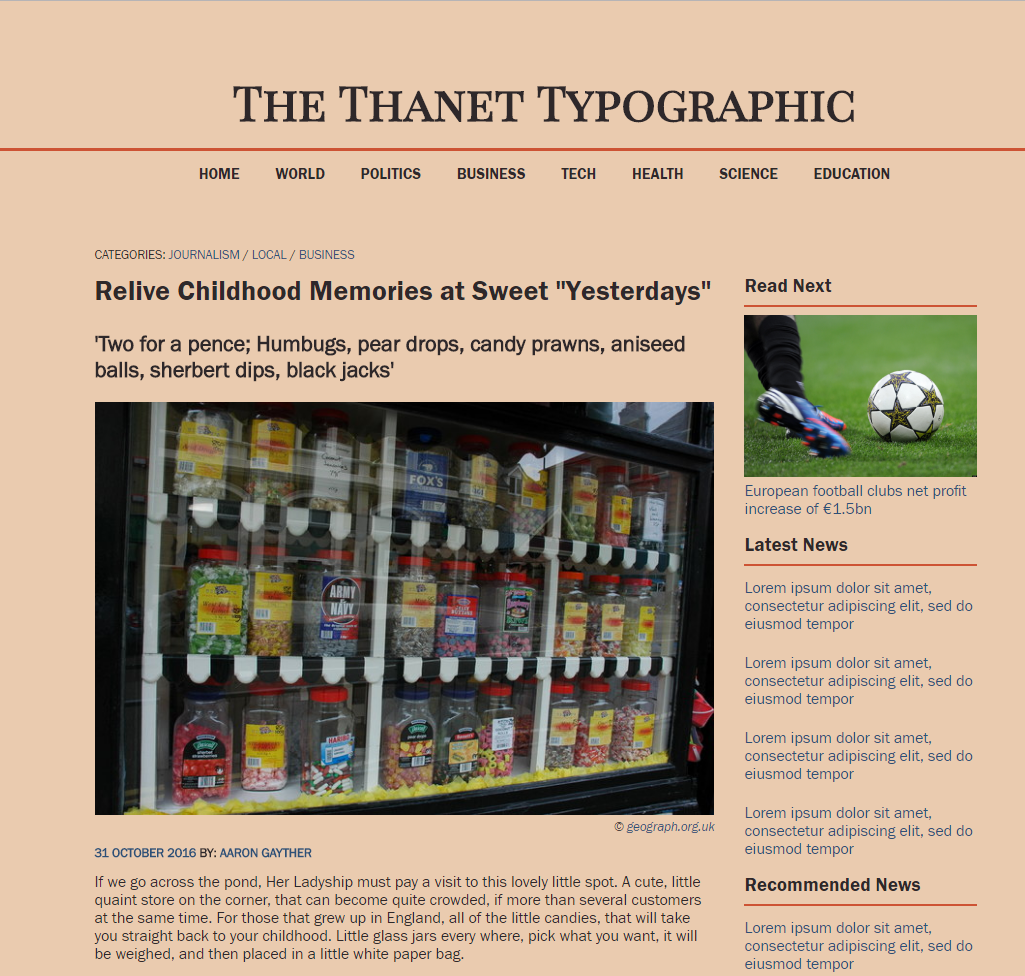 THE THANET TYPOGRAPHIC
HOME WORLD POLITICS BUSINESS TECH HEALTH SCIENCE EDUCATION
CATEGORIES: JOURNALISM / LOCAL / BUSINESS
Relive Childhood Memories at Sweet "Yesterdays"
'Two for a pence; Humbugs, pear drops, candy prawns, aniseed
balls, sherbert dips, black jacks'
FOX'S
ARMY
&
NAVY
HARIBO
© geograph.org.uk
31 OCTOBER 2016 BY: AARON GAYTHER
If we go across the pond, Her Ladyship must pay a visit to this lovely little spot. A cute, little
quaint store on the corner, that can become quite crowded, if more than several customers
at the same time. For those that grew up in England, all of the little candies, that will take
you straight back to your childhood. Little glass jars every where, pick what you want, it will
be weighed, and then placed in a little white paper bag.
Read Next
European football clubs net profit
increase of €1.5bn
Latest News
Lorem ipsum dolor sit amet,
consectetur adipiscing elit, sed do
eiusmod tempor
Lorem ipsum dolor sit amet,
consectetur adipiscing elit, sed do
eiusmod tempor
Lorem ipsum dolor sit amet,
consectetur adipiscing elit, sed do
eiusmod tempor
Lorem ipsum dolor sit amet,
consectetur adipiscing elit, sed do
eiusmod tempor
Recommended News
Lorem ipsum dolor sit amet,
consectetur adipiscing elit, sed do
eiusmod tempor